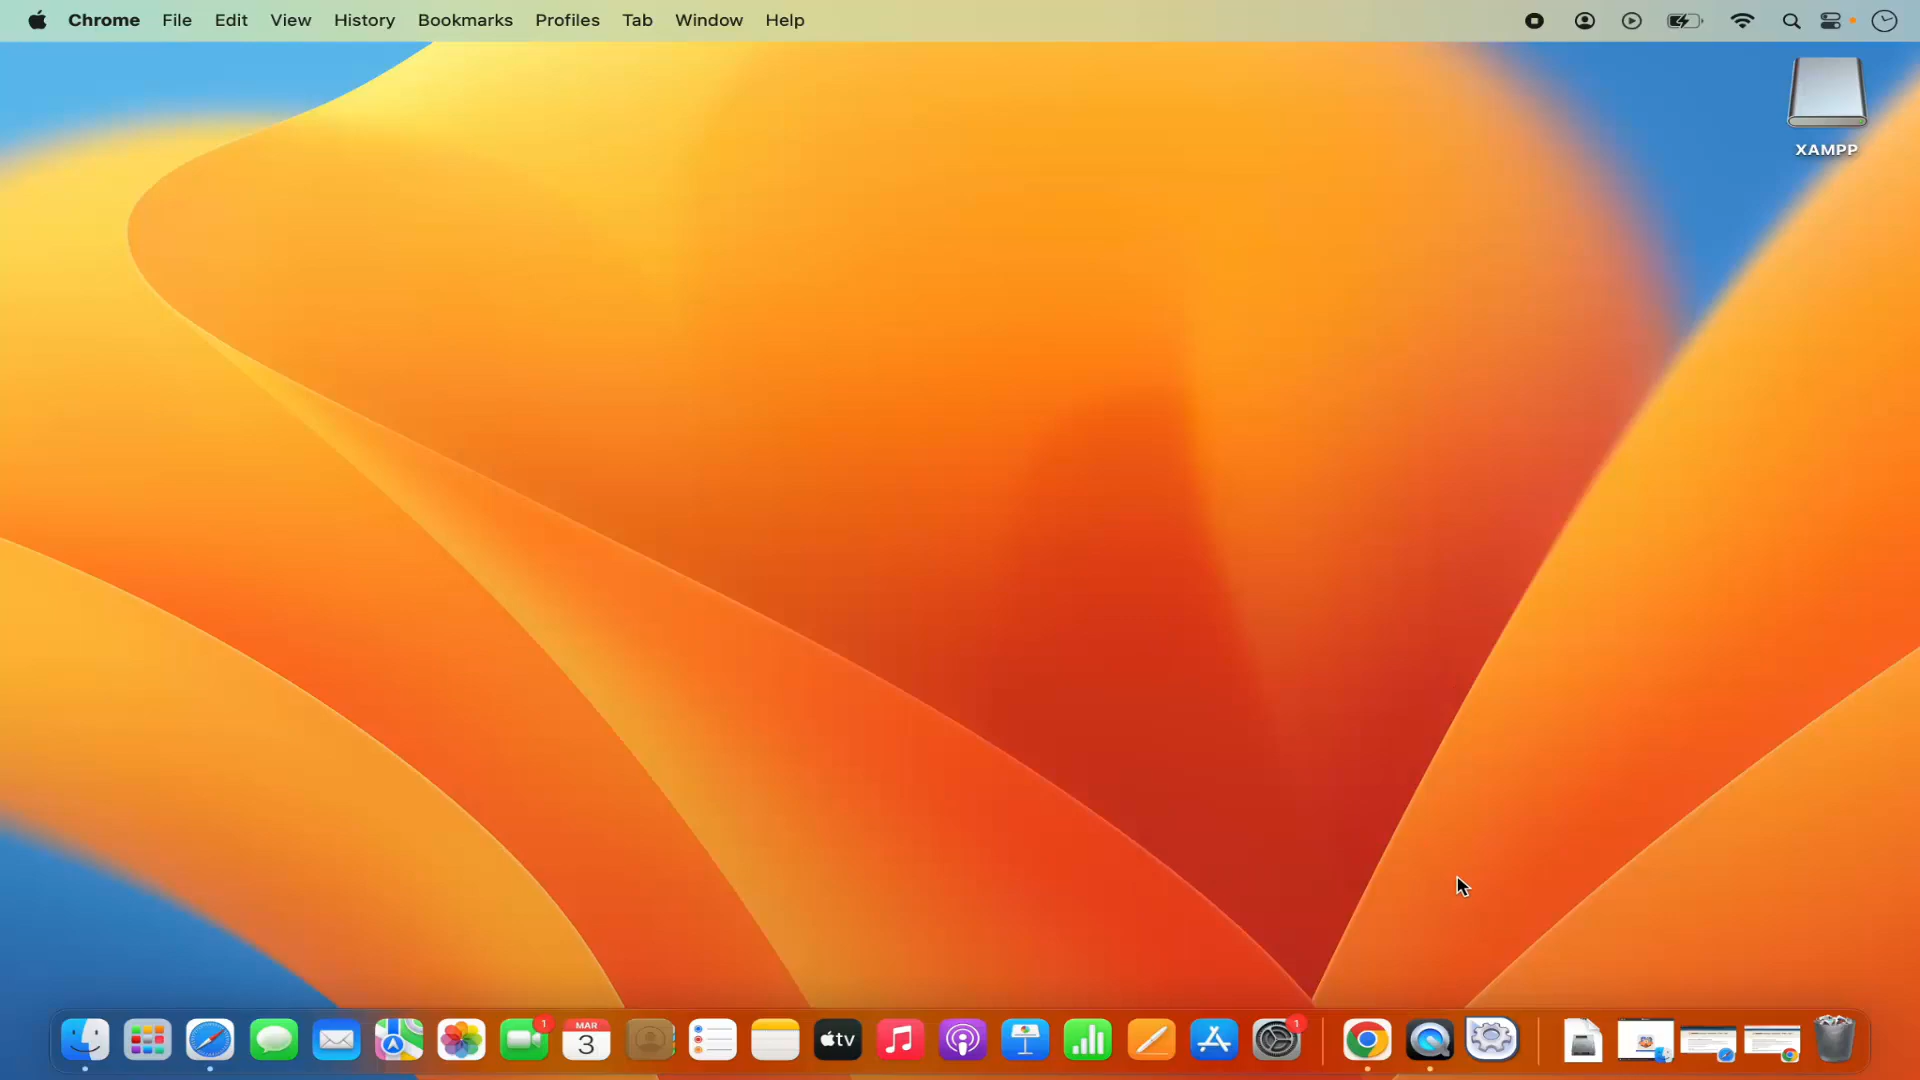 Chrome File Edit View History Bookmarks Profiles Tab Window Help
XAMPP
1
MAR
3
tv
1